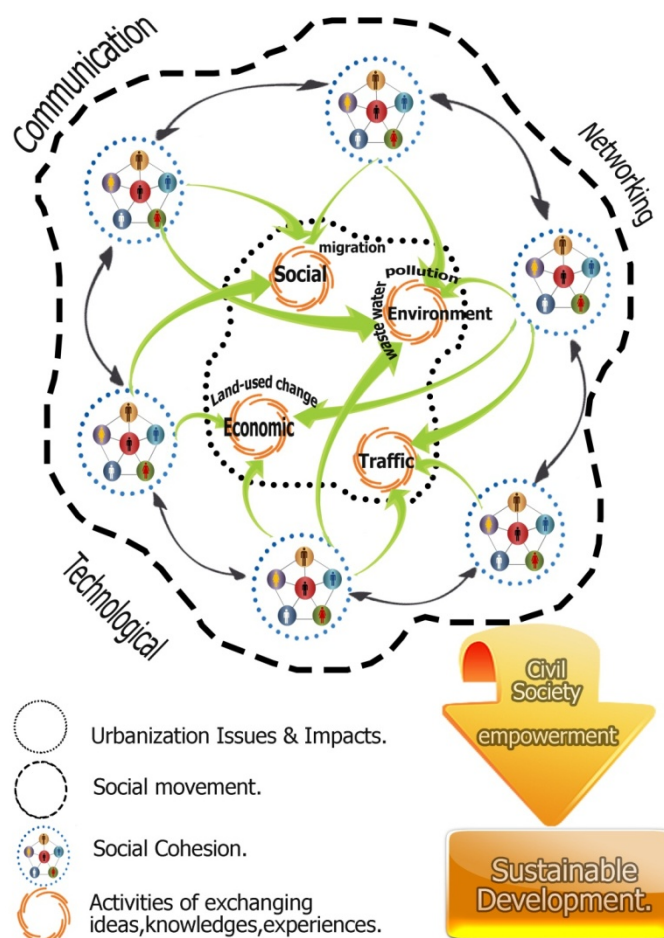 Communication
Networking
migration
Social
pollution
Environment
waste water
Land-used change
Economic
Traffic
Technological
Civil
Society
empowerment
Urbanization Issues & Impacts.
Social movement.
Social Cohesion.
Sustainable
Development.
Activities of exchanging
ideas,knowledges,experiences.